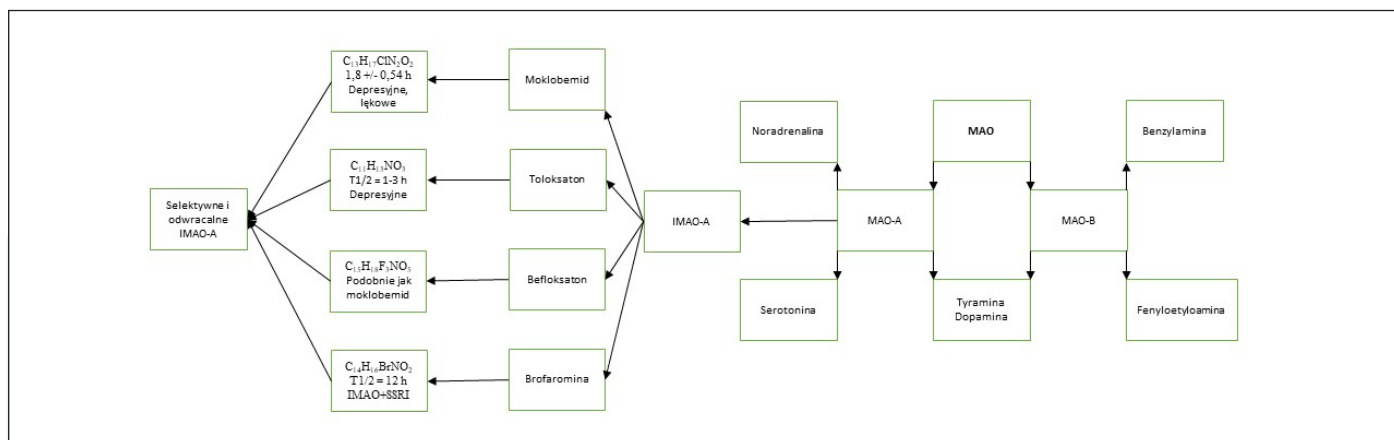 C₁₃H₁₇ClN₂O₂
1,8 +/- 0,54 h
Depresyjne,
lękowe
Moklobemid
Noradrenalina
MAO
Benzylamina
C₁₁H₁₃NO₃
T1/2 = 1-3 h
Depresyjne
Toloksaton
Selektywne i
odwracalne
IMAO-A
IMAO-A
MAO-A
MAO-B
C₁₅H₁₈F₃NO₅
Podobnie jak
moklobemid
Befloksaton
Serotonina
Tyramina
Dopamina
Fenyloetyloamina
C₁₄H₁₆BrNO₂
T1/2 = 12 h
IMAO+SSRI
Brofaromina